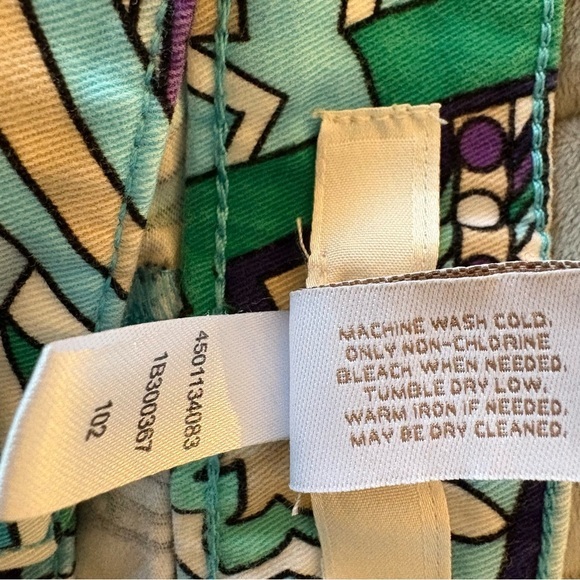 4501134083
1B300367
102
MACHINE WASH COLD,
ONLY NON-CHLORINE
BLEACH WHEN NEEDED.
TUMBLE DRY LOW.
WARM IRON IF NEEDED.
MAY BE DRY CLEANED.